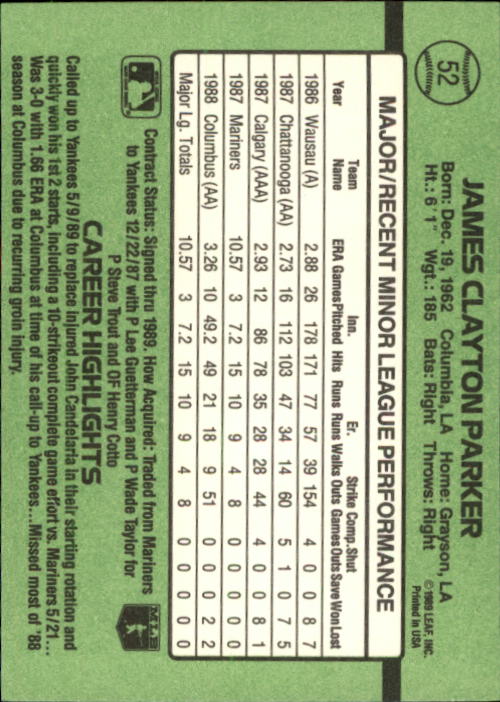 52
JAMES CLAYTON PARKER
Born: Dec. 19, 1962 Columbia, LA Home: Grayson, LA
Ht.: 6'1" Wgt.: 185 Bats: Right Throws: Right
© 1989 LEAF, INC.
Printed in USA
MAJOR/RECENT MINOR LEAGUE PERFORMANCE
Team Inn. Er. Strike Comp. Shut
Year Name ERA Games Pitched Hits Runs Runs Walks Outs Games Outs Save Won Lost
1986 Wausau (A) 2.88 26 178 171 77 57 39 154 4 0 0 8 7
1987 Chattanooga (AA) 2.73 16 112 103 47 34 14 60 5 1 0 7 5
1987 Calgary (AAA) 2.93 12 86 78 35 28 28 44 4 0 0 8 1
1987 Mariners 10.57 3 7.2 15 10 9 4 8 0 0 0 0 0
1988 Columbus (AA) 3.26 10 49.2 49 21 18 9 51 0 0 0 2 2
Major Lg. Totals 10.57 3 7.2 15 10 9 4 8 0 0 0 0 0
Contract Status: Signed thru 1989. How Acquired: Traded from Mariners
to Yankees 12/22/87 with P Lee Guetterman and P Wade Taylor for
P Steve Trout and OF Henry Cotto
MLB
CAREER HIGHLIGHTS
Called up to Yankees 5/9/89 to replace injured John Candelaria in their starting rotation and
quickly won his 1st 2 starts, including a 10-strikeout complete game effort vs. Mariners 5/21...
Was 3-0 with 1.66 ERA at Columbus at time of his call-up to Yankees...Missed most of '88
season at Columbus due to recurring groin injury.